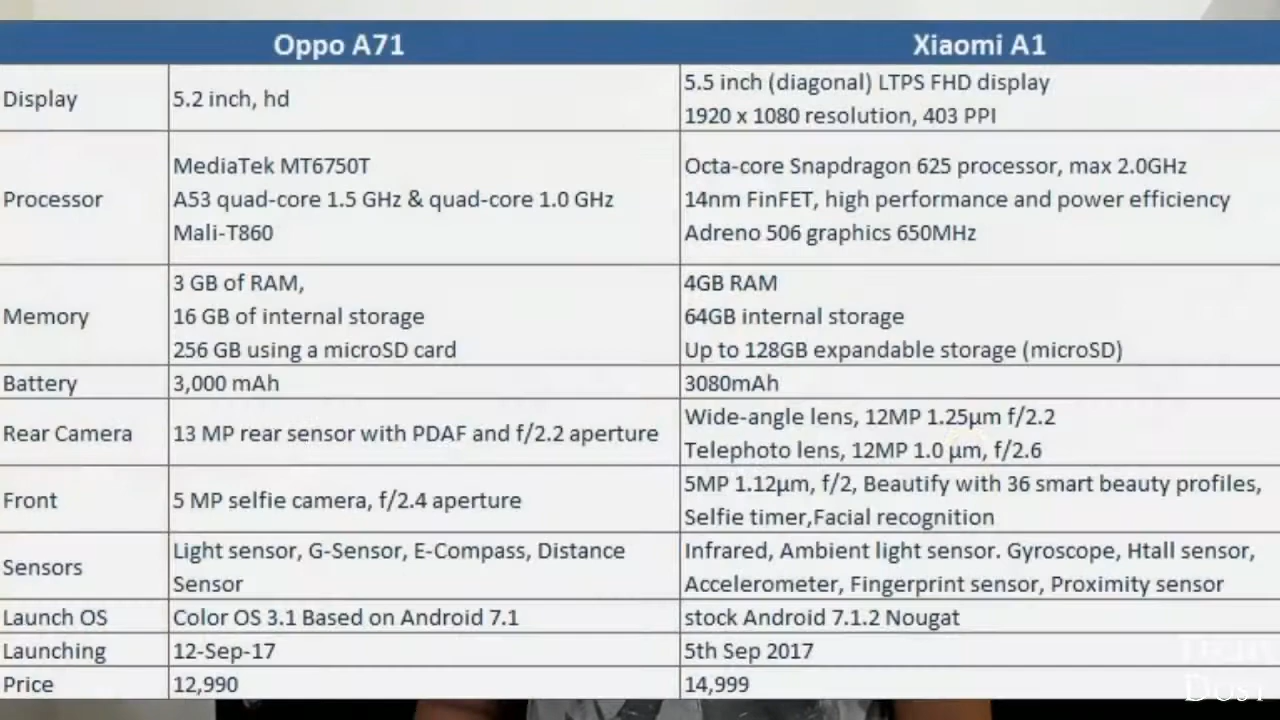 Oppo A71 Xiaomi A1
Display 5.2 inch, hd 5.5 inch (diagonal) LTPS FHD display
1920 x 1080 resolution, 403 PPI
Processor MediaTek MT6750T
A53 quad-core 1.5 GHz & quad-core 1.0 GHz
Mali-T860
Octa-core Snapdragon 625 processor, max 2.0GHz
14nm FinFET, high performance and power efficiency
Adreno 506 graphics 650MHz
Memory 3 GB of RAM,
16 GB of internal storage
256 GB using a microSD card
4GB RAM
64GB internal storage
Up to 128GB expandable storage (microSD)
Battery 3,000 mAh 3080mAh
Rear Camera 13 MP rear sensor with PDAF and f/2.2 aperture Wide-angle lens, 12MP 1.25μm f/2.2
Telephoto lens, 12MP 1.0 μm, f/2.6
Front 5 MP selfie camera, f/2.4 aperture 5MP 1.12μm, f/2, Beautify with 36 smart beauty profiles,
Selfie timer,Facial recognition
Sensors Light sensor, G-Sensor, E-Compass, Distance
Sensor
Infrared, Ambient light sensor. Gyroscope, Htall sensor,
Accelerometer, Fingerprint sensor, Proximity sensor
Launch OS Color OS 3.1 Based on Android 7.1 stock Android 7.1.2 Nougat
Launching 12-Sep-17 5th Sep 2017
Price 12,990 14,999
DOST